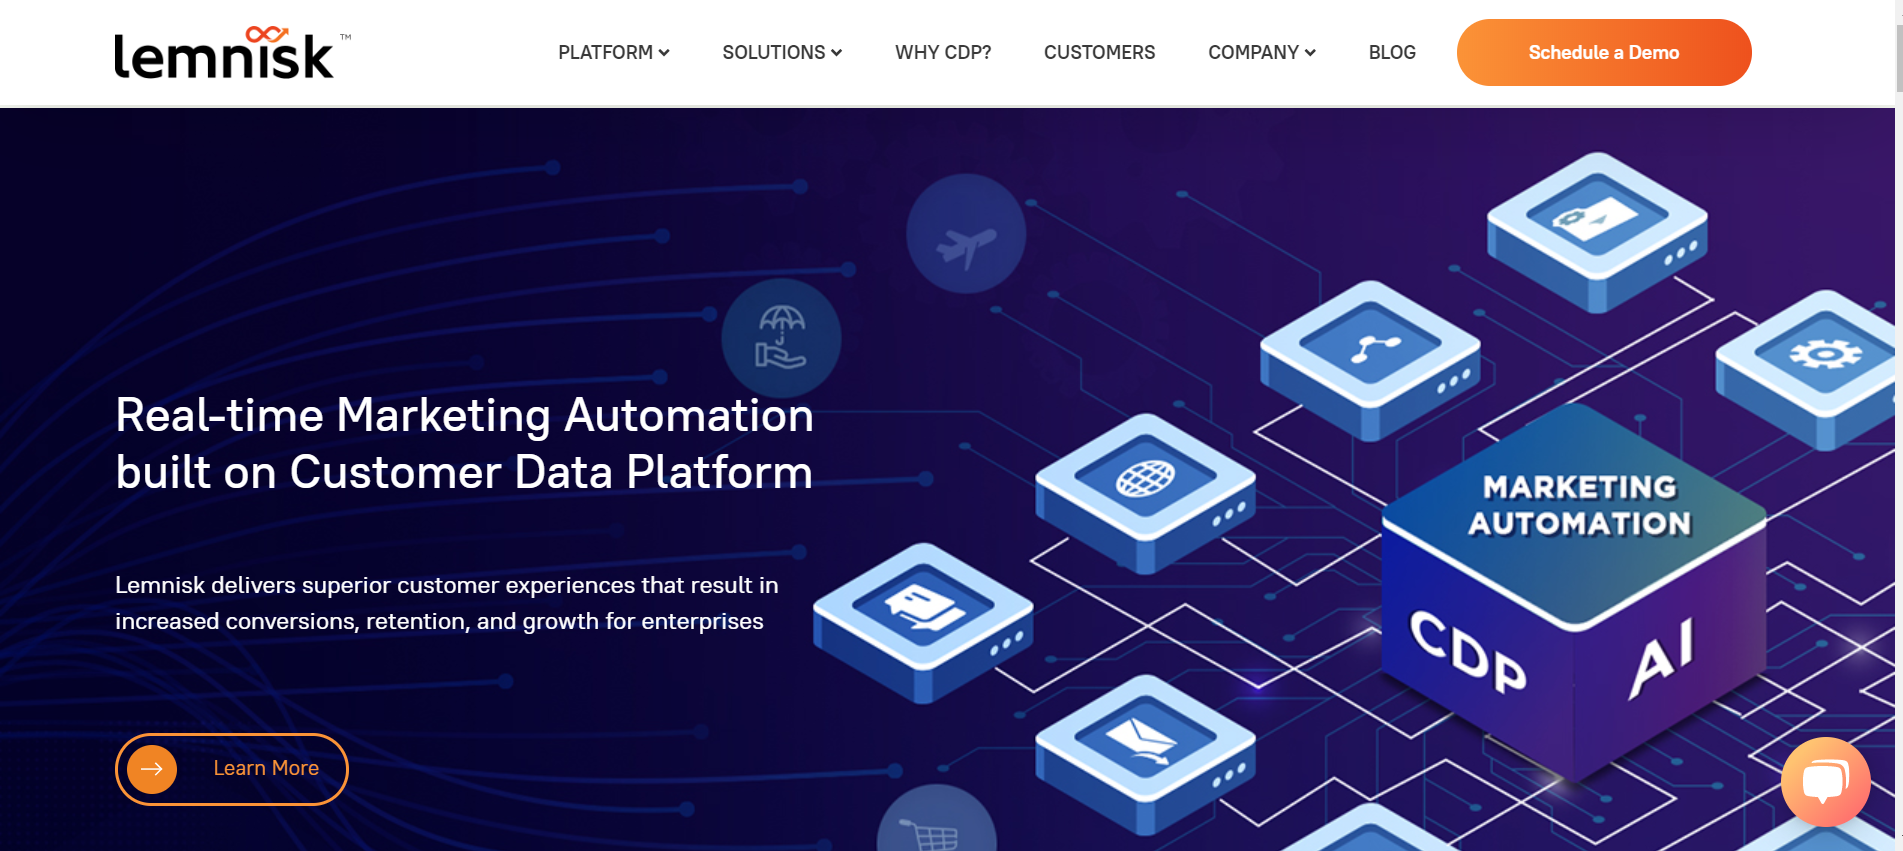 lemnisk ™
PLATFORM
SOLUTIONS
WHY CDP?
CUSTOMERS
COMPANY
BLOG
Schedule a Demo
Real-time Marketing Automation
built on Customer Data Platform
Lemnisk delivers superior customer experiences that result in
increased conversions, retention, and growth for enterprises
Learn More
MARKETING
AUTOMATION
CDP
AI